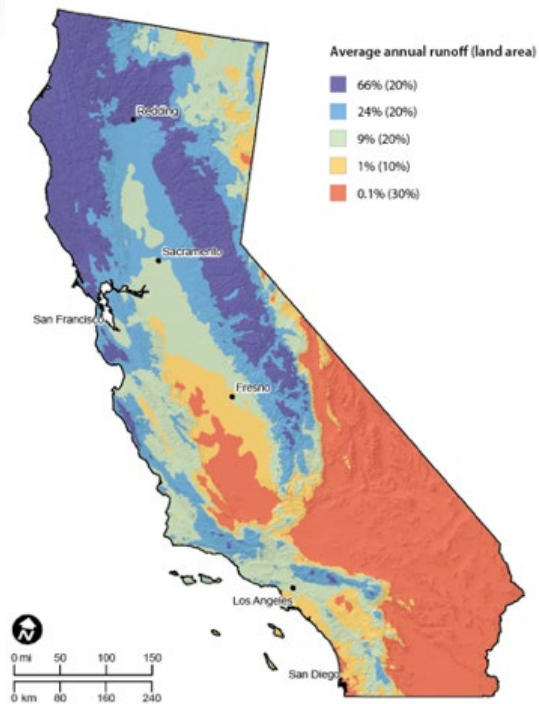 Average annual runoff (land area)
66% (20%)
24% (20%)
9% (20%)
1% (10%)
0.1% (30%)
Redding
Sacramento
San Francisco
Fresno
Los Angeles
San Diego
N
0 mi 50 100 150
0 km 80 160 240